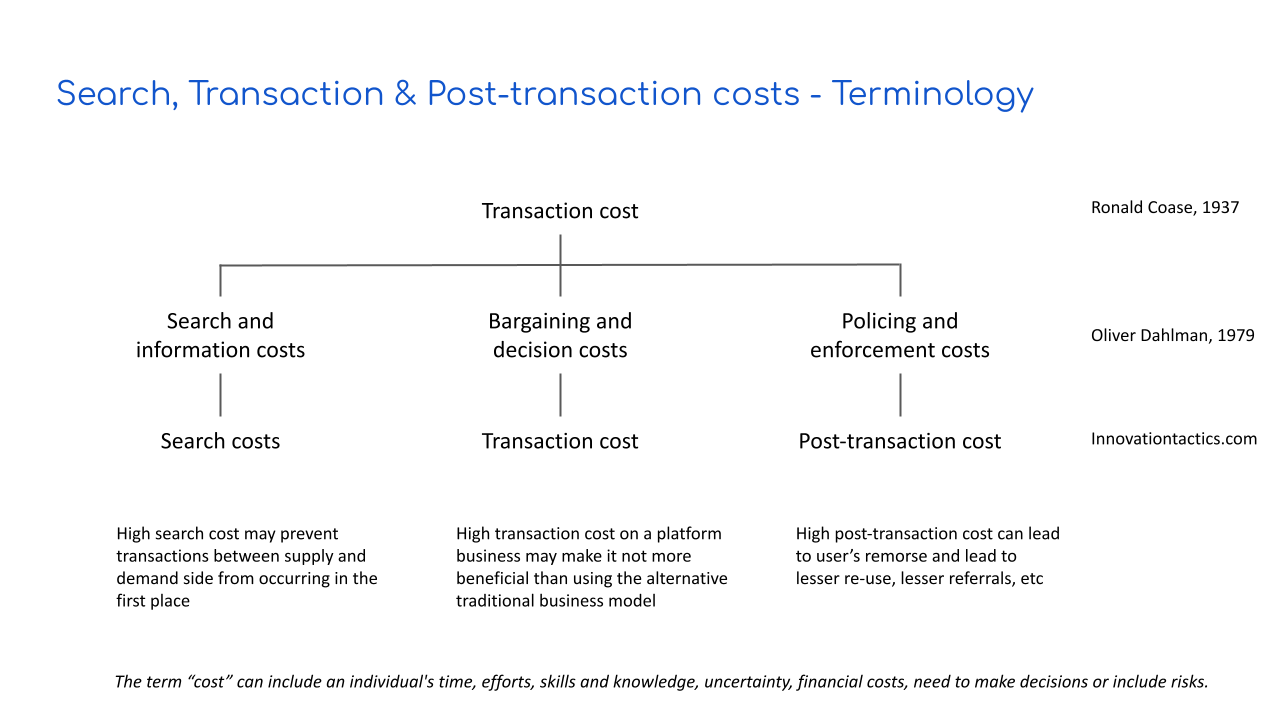 Search, Transaction & Post-transaction costs - Terminology
Transaction cost
Ronald Coase, 1937
Search and
information costs
Bargaining and
decision costs
Policing and
enforcement costs
Oliver Dahlman, 1979
Search costs
Transaction cost
Post-transaction cost
Innovationtactics.com
High search cost may prevent
transactions between supply and
demand side from occurring in the
first place
High transaction cost on a platform
business may make it not more
beneficial than using the alternative
traditional business model
High post-transaction cost can lead
to user’s remorse and lead to
lesser re-use, lesser referrals, etc
The term “cost” can include an individual's time, efforts, skills and knowledge, uncertainty, financial costs, need to make decisions or include risks.